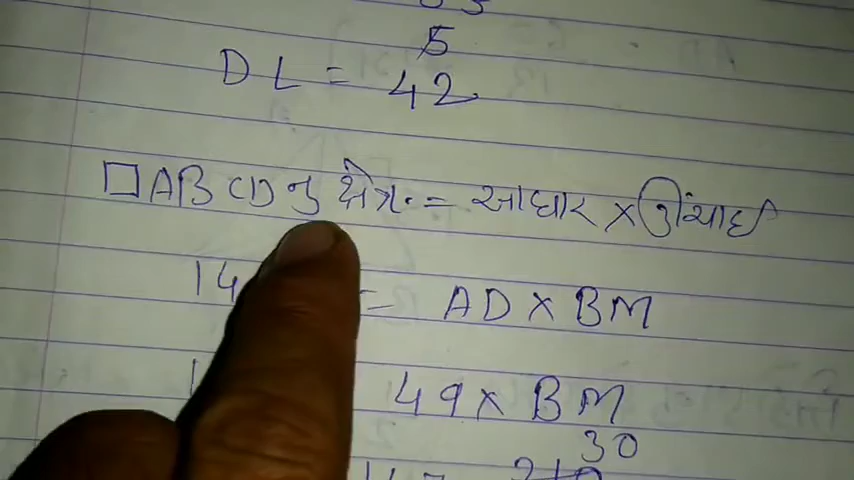 5
DL = 42
□ABCD નુ ક્ષેત્ર. = આધાર × ઊંચાઈ
14 = AD × BM
49 × BM
30